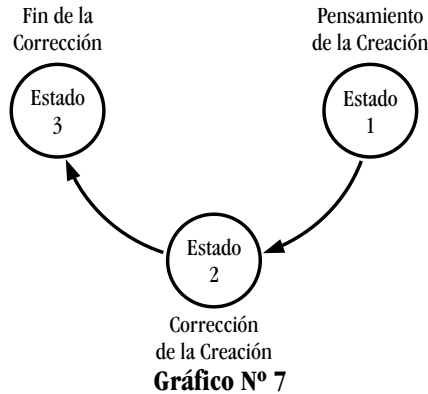 Fin de la
Corrección
Pensamiento
de la Creación
Estado
3
Estado
1
Estado
2
Corrección
de la Creación
Gráfico Nº 7